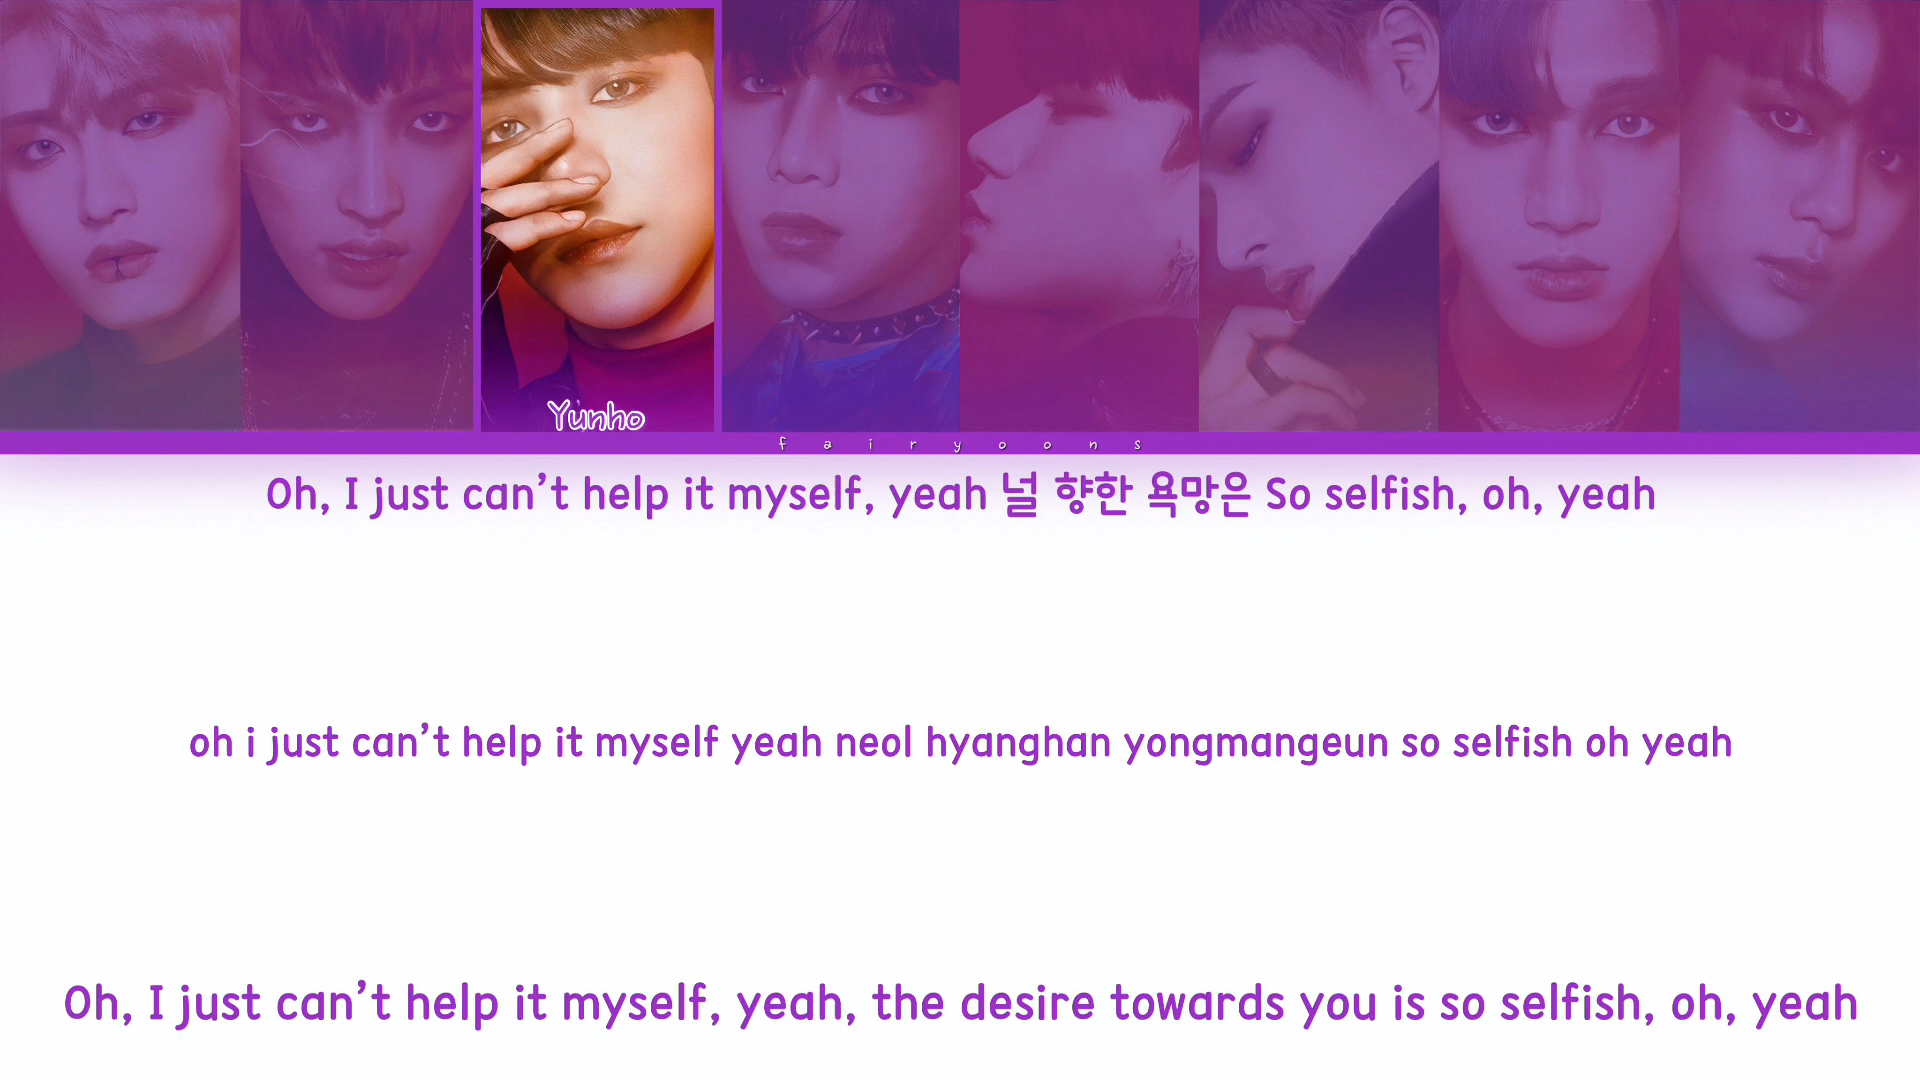 Yunho
fairyoons
Oh, I just can’t help it myself, yeah 널 향한 욕망은 So selfish, oh, yeah
oh i just can’t help it myself yeah neol hyanghan yongmangeun so selfish oh yeah
Oh, I just can’t help it myself, yeah, the desire towards you is so selfish, oh, yeah